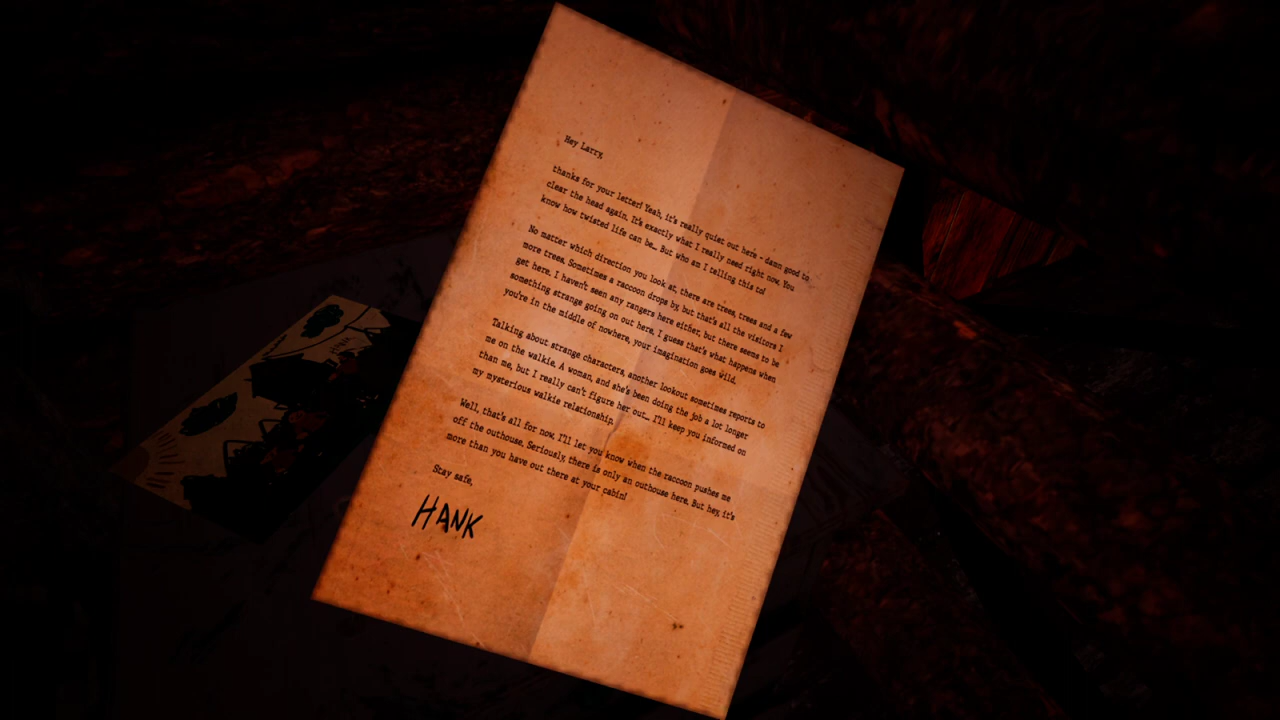 Hey Larry,
thanks for your letter! Yeah, it's really quiet out here - damn good to
clear the head again. It's exactly what I really need right now. You
know how twisted life can be... But who am I telling this to!
No matter which direction you look at, there are trees, trees and a few
more trees. Sometimes a raccoon drops by, but that's all the visitors I
get here. I haven't seen any rangers here either, but there seems to be
something strange going on out here. I guess that's what happens when
you're in the middle of nowhere, your imagination goes wild.
Talking about strange characters, another lookout sometimes reports to
me on the walkie. A woman, and she's been doing the job a lot longer
than me, but I really can't figure her out... I'll keep you informed on
my mysterious walkie relationship.
Well, that's all for now. I'll let you know when the raccoon pushes me
off the outhouse. Seriously, there is only an outhouse here. But hey, it's
more than you have out there at your cabin!
Stay safe,
HANK